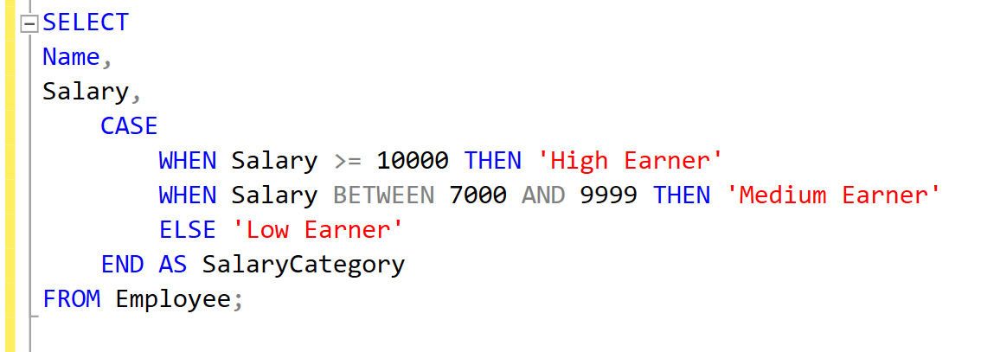 SELECT
Name,
Salary,
    CASE
        WHEN Salary >= 10000 THEN 'High Earner'
        WHEN Salary BETWEEN 7000 AND 9999 THEN 'Medium Earner'
        ELSE 'Low Earner'
    END AS SalaryCategory
FROM Employee;